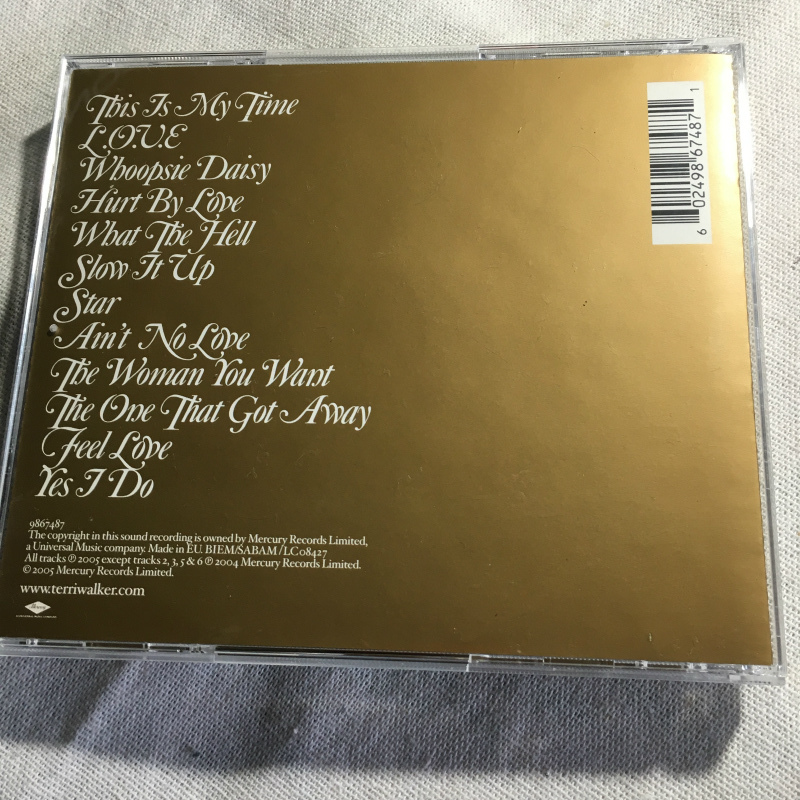 This Is My Time
L.O.V.E
Whoopsie Daisy
Hurt By Love
What The Hell
Slow It Up
Star
Ain't No Love
The Woman You Want
The One That Got Away
Feel Love
Yes I Do
9867487
The copyright in this sound recording is owned by Mercury Records Limited,
a Universal Music company. Made in EU. BIEM/SABAM / LC08427
All tracks ℗ 2005 except tracks 2, 3, 5 & 6 ℗ 2004 Mercury Records Limited.
© 2005 Mercury Records Limited.
www.terriwalker.com
6 02498 67487 1